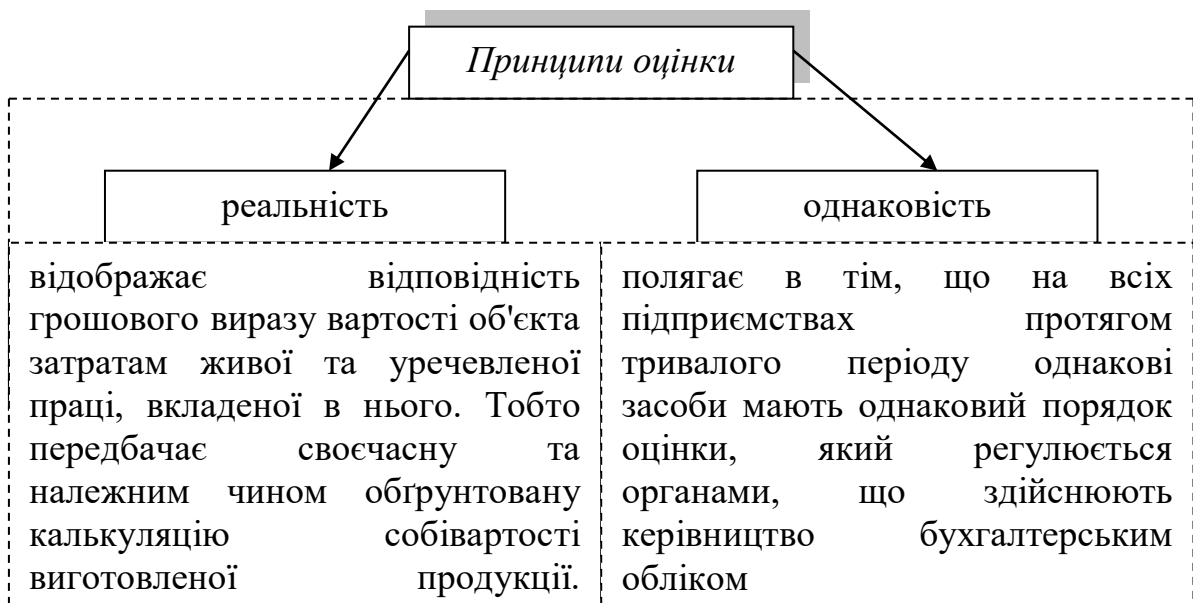 Принципи оцінки
реальність
однаковість
відображає відповідність
грошового виразу вартості об'єкта
затратам живої та уречевленої
праці, вкладеної в нього. Тобто
передбачає своєчасну та
належним чином обґрунтовану
калькуляцію собівартості
виготовленої продукції.
полягає в тім, що на всіх
підприємствах протягом
тривалого періоду однакові
засоби мають однаковий порядок
оцінки, який регулюється
органами, що здійснюють
керівництво бухгалтерським
обліком